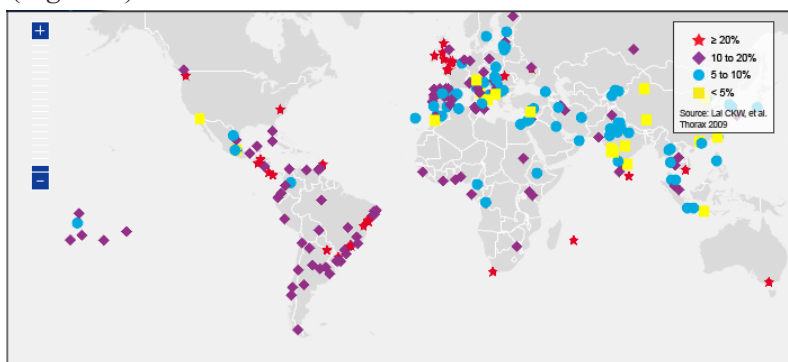 ≥ 20%
10 to 20%
5 to 10%
< 5%
Source: Lai CKW, et al.
Thorax 2009